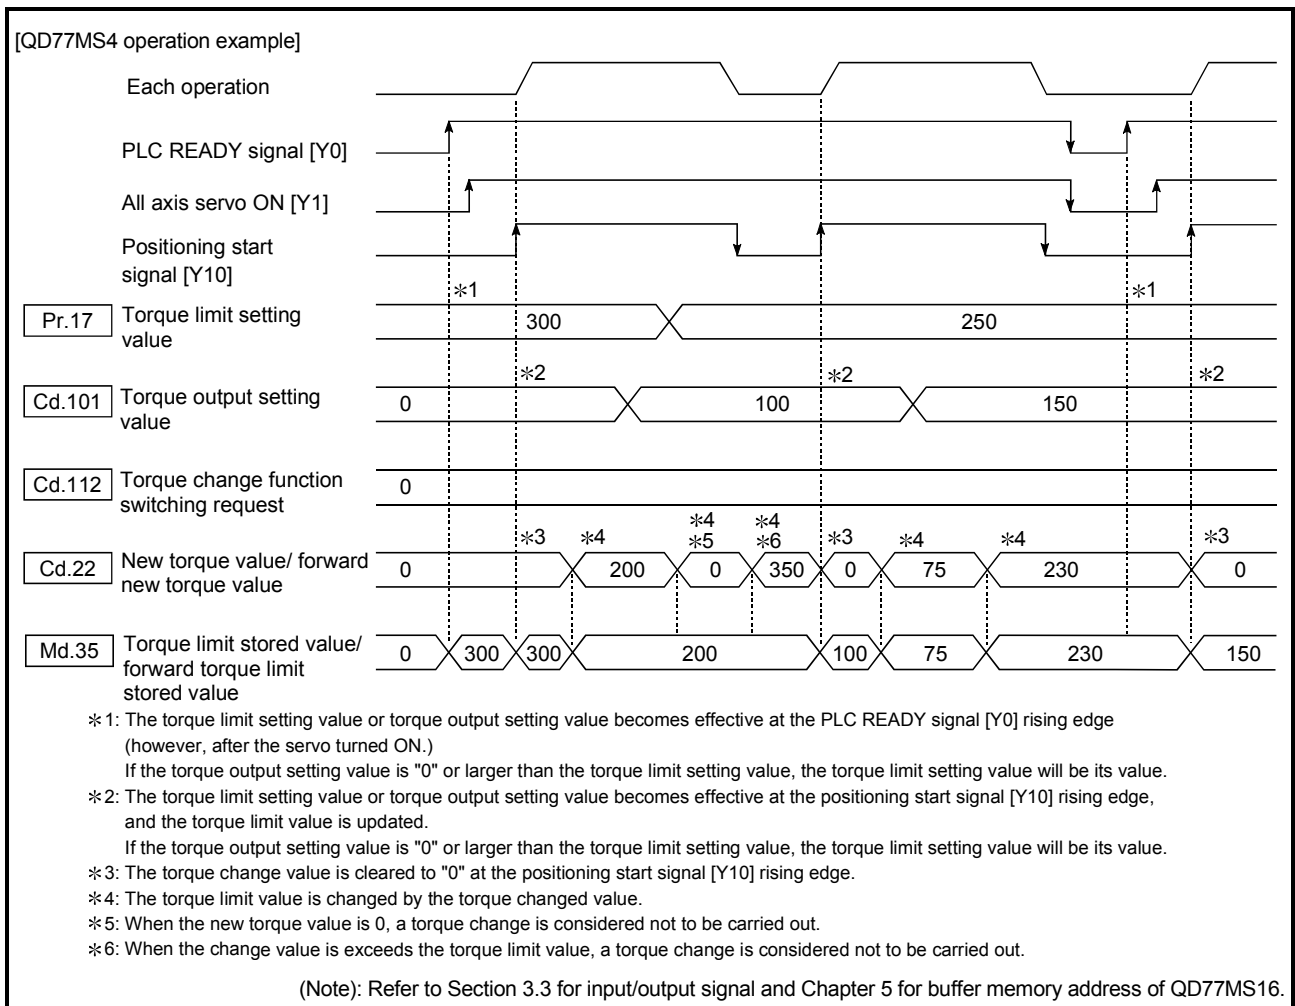 [QD77MS4 operation example]
Each operation
PLC READY signal [Y0]
All axis servo ON [Y1]
Positioning start
signal [Y10]
*1 *1
Pr.17 Torque limit setting
value
300 250
*2 *2 *2
Cd.101 Torque output setting
value
0 100 150
Cd.112 Torque change function
switching request
0
*4 *4
*3 *4 *5 *6 *3 *4 *4 *3
Cd.22 New torque value/ forward
new torque value
0 200 0 350 0 75 230 0
Md.35 Torque limit stored value/
forward torque limit
stored value
0 300 300 200 100 75 230 150
*1: The torque limit setting value or torque output setting value becomes effective at the PLC READY signal [Y0] rising edge
(however, after the servo turned ON.)
If the torque output setting value is "0" or larger than the torque limit setting value, the torque limit setting value will be its value.
*2: The torque limit setting value or torque output setting value becomes effective at the positioning start signal [Y10] rising edge,
and the torque limit value is updated.
If the torque output setting value is "0" or larger than the torque limit setting value, the torque limit setting value will be its value.
*3: The torque change value is cleared to "0" at the positioning start signal [Y10] rising edge.
*4: The torque limit value is changed by the torque changed value.
*5: When the new torque value is 0, a torque change is considered not to be carried out.
*6: When the change value is exceeds the torque limit value, a torque change is considered not to be carried out.
(Note): Refer to Section 3.3 for input/output signal and Chapter 5 for buffer memory address of QD77MS16.